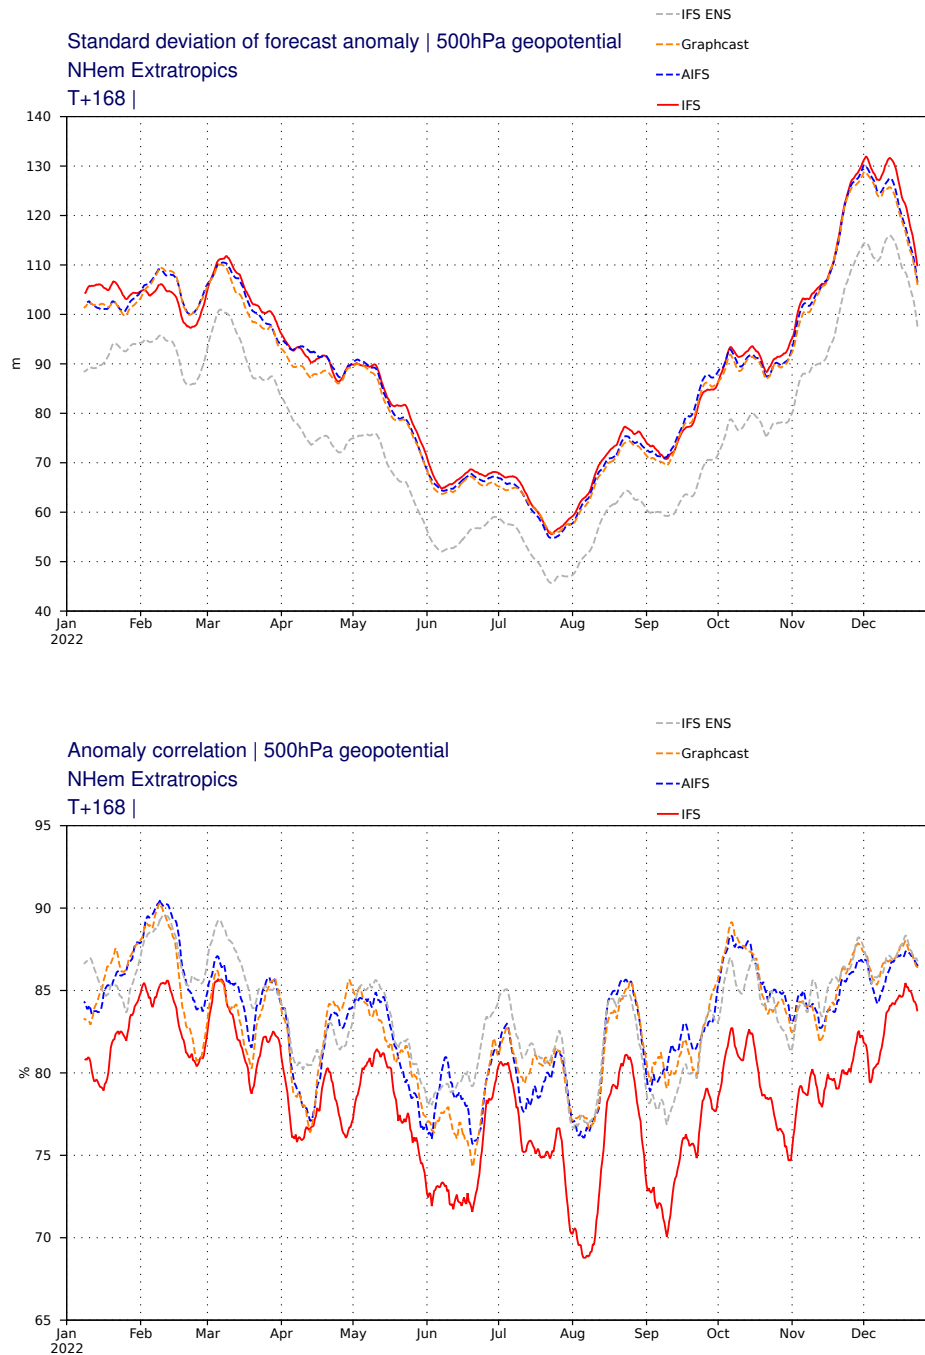 IFS ENS
Graphcast
AIFS
IFS
Standard deviation of forecast anomaly | 500hPa geopotential
NHem Extratropics
T+168 |
140
130
120
110
100
90
80
70
60
50
40
m
Jan Feb Mar Apr May Jun Jul Aug Sep Oct Nov Dec
2022
IFS ENS
Graphcast
AIFS
IFS
Anomaly correlation | 500hPa geopotential
NHem Extratropics
T+168 |
95
90
85
80
75
70
65
%
Jan Feb Mar Apr May Jun Jul Aug Sep Oct Nov Dec
2022